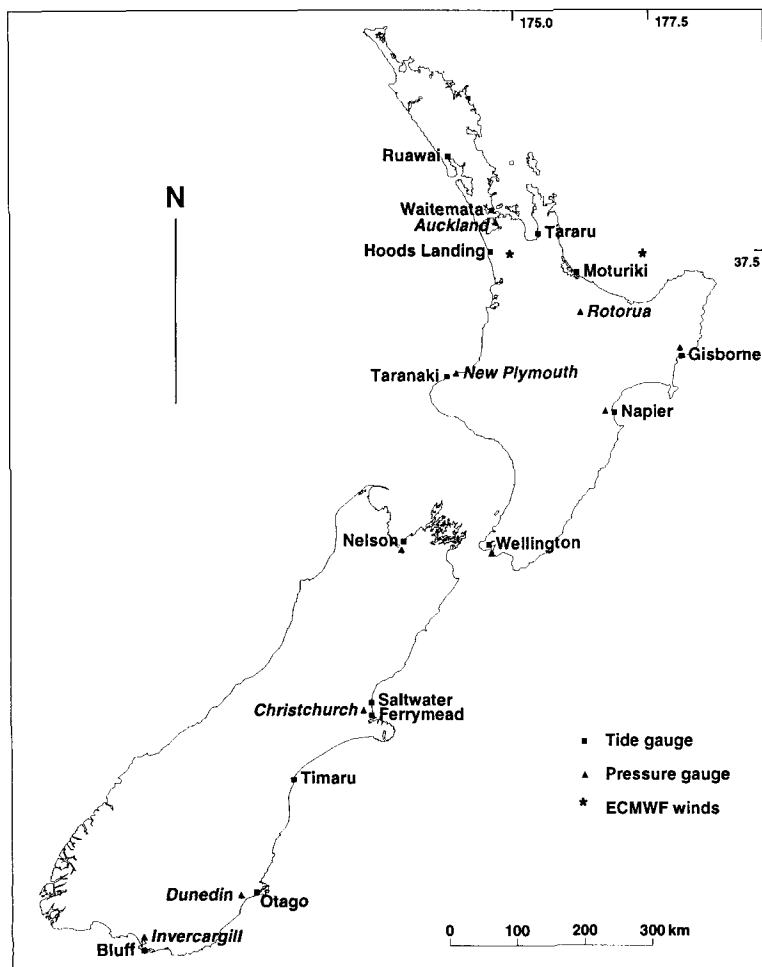 175.0
177.5
Ruawai
N
Waitemata
Auckland
Tararu
Hoods Landing
37.5
Moturiki
Rotorua
Gisborne
Taranaki
New Plymouth
Napier
Nelson
Wellington
Saltwater
Christchurch
Ferrymead
Tide gauge
Pressure gauge
Timaru
ECMWF winds
Dunedin
Otago
Invercargill
Bluff
0 100 200 300 km